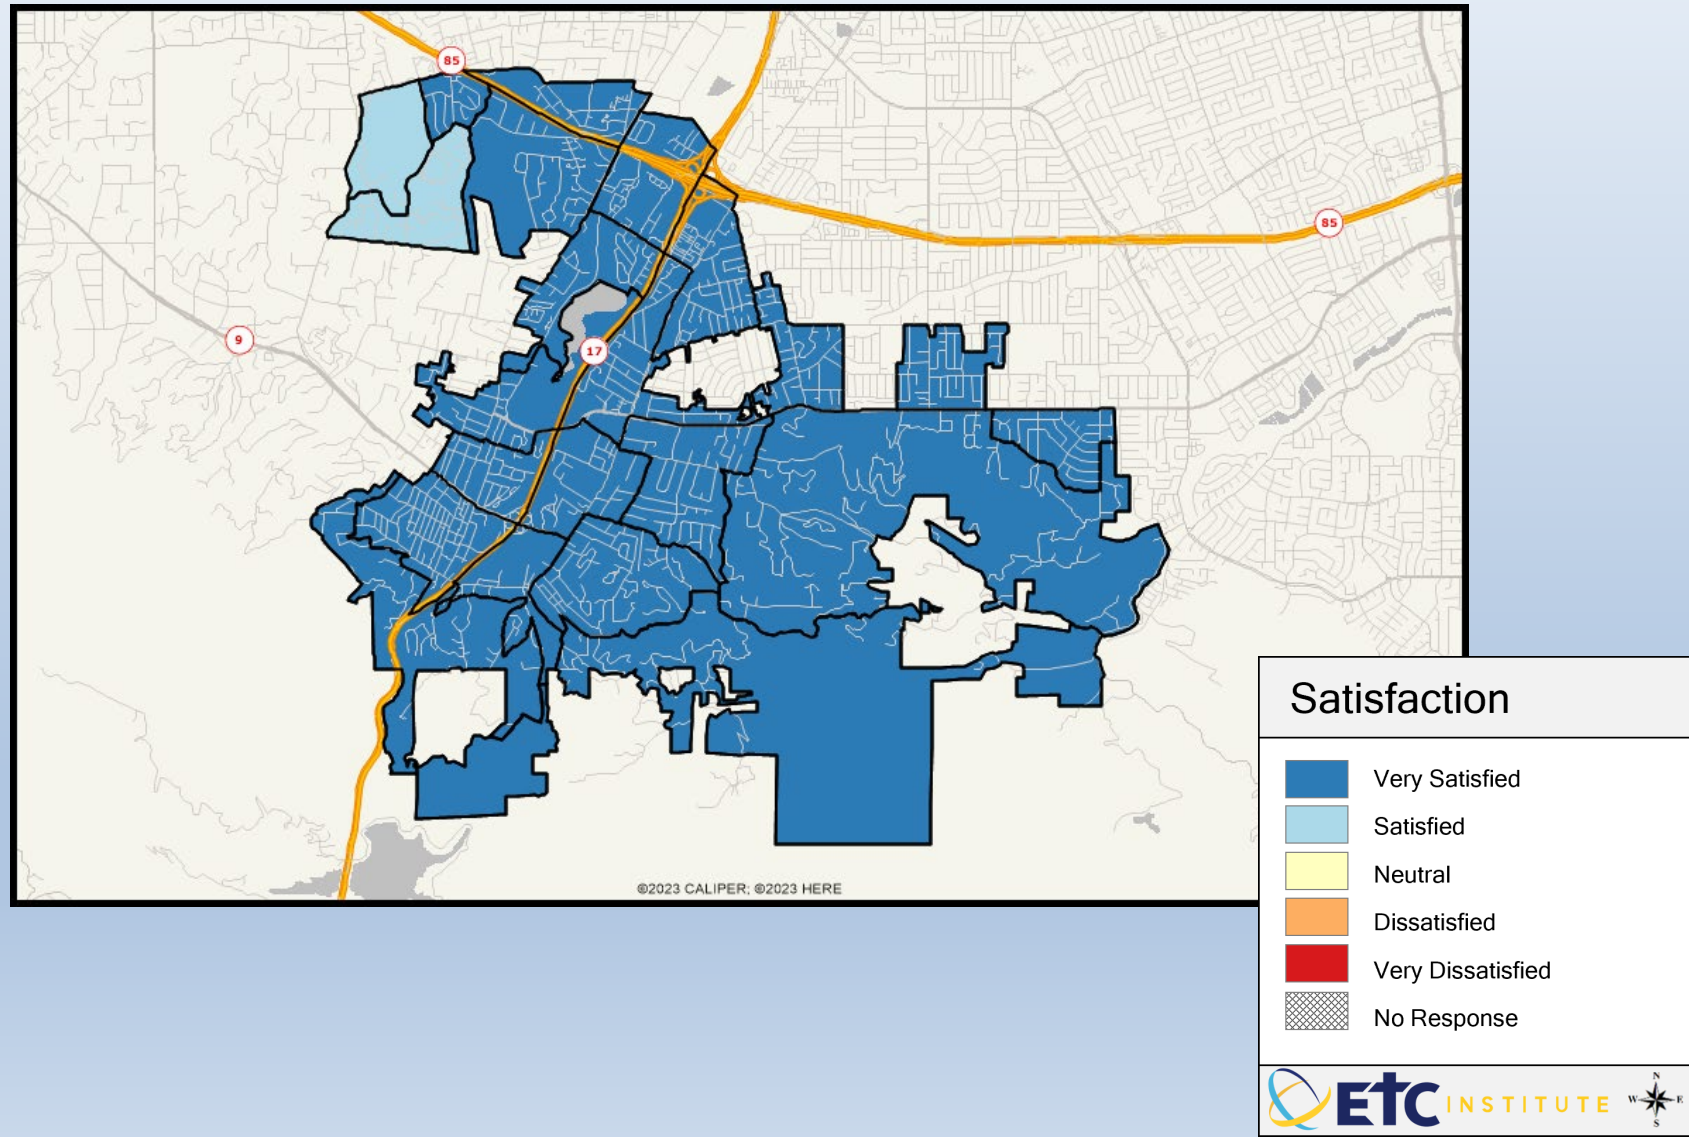 85
85
9
17
©2023 CALIPER; ©2023 HERE
Satisfaction
Very Satisfied
Satisfied
Neutral
Dissatisfied
Very Dissatisfied
No Response
ETC INSTITUTE
N
W E
S